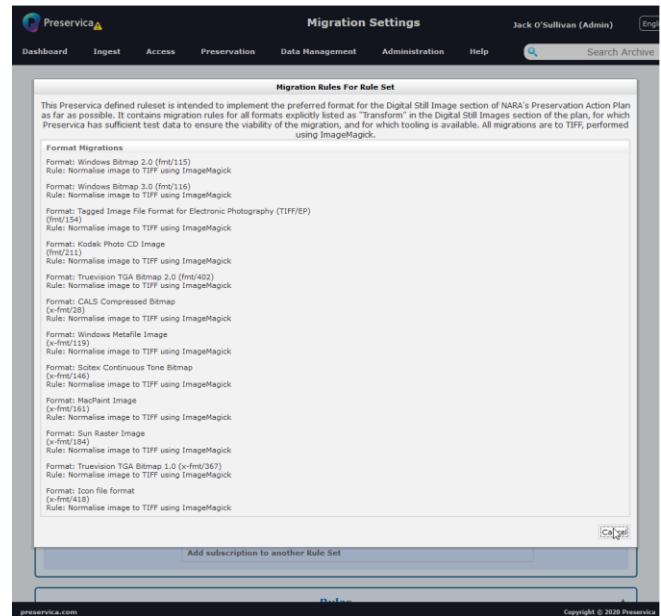 Preservica
Migration Settings
Jack O'Sullivan (Admin)
Engl
Dashboard Ingest Access Preservation Data Management Administration Help Search Archive
Migration Rules For Rule Set
This Preservica defined ruleset is intended to implement the preferred format for the Digital Still Image section of NARA's Preservation Action Plan
as far as possible. It contains migration rules for all formats explicitly listed as "Transform" in the Digital Still Images section of the plan, for which
Preservica has sufficient test data to ensure the viability of the migration, and for which tooling is available. All migrations are to TIFF, performed
using ImageMagick.
Format Migrations
Format: Windows Bitmap 2.0 (fmt/115)
Rule: Normalise image to TIFF using ImageMagick
Format: Windows Bitmap 3.0 (fmt/116)
Rule: Normalise image to TIFF using ImageMagick
Format: Tagged Image File Format for Electronic Photography (TIFF/EP)
(fmt/154)
Rule: Normalise image to TIFF using ImageMagick
Format: Kodak Photo CD Image
(fmt/211)
Rule: Normalise image to TIFF using ImageMagick
Format: Truevision TGA Bitmap 2.0 (fmt/402)
Rule: Normalise image to TIFF using ImageMagick
Format: CALS Compressed Bitmap
(x-fmt/28)
Rule: Normalise image to TIFF using ImageMagick
Format: Windows Metafile Image
(x-fmt/119)
Rule: Normalise image to TIFF using ImageMagick
Format: Scitex Continuous Tone Bitmap
(x-fmt/146)
Rule: Normalise image to TIFF using ImageMagick
Format: MacPaint Image
(x-fmt/161)
Rule: Normalise image to TIFF using ImageMagick
Format: Sun Raster Image
(x-fmt/184)
Rule: Normalise image to TIFF using ImageMagick
Format: Truevision TGA Bitmap 1.0 (x-fmt/367)
Rule: Normalise image to TIFF using ImageMagick
Format: Icon file format
(x-fmt/418)
Rule: Normalise image to TIFF using ImageMagick
Cancel
Add subscription to another Rule Set
Rules
preservica.com
Copyright © 2020 Preservica